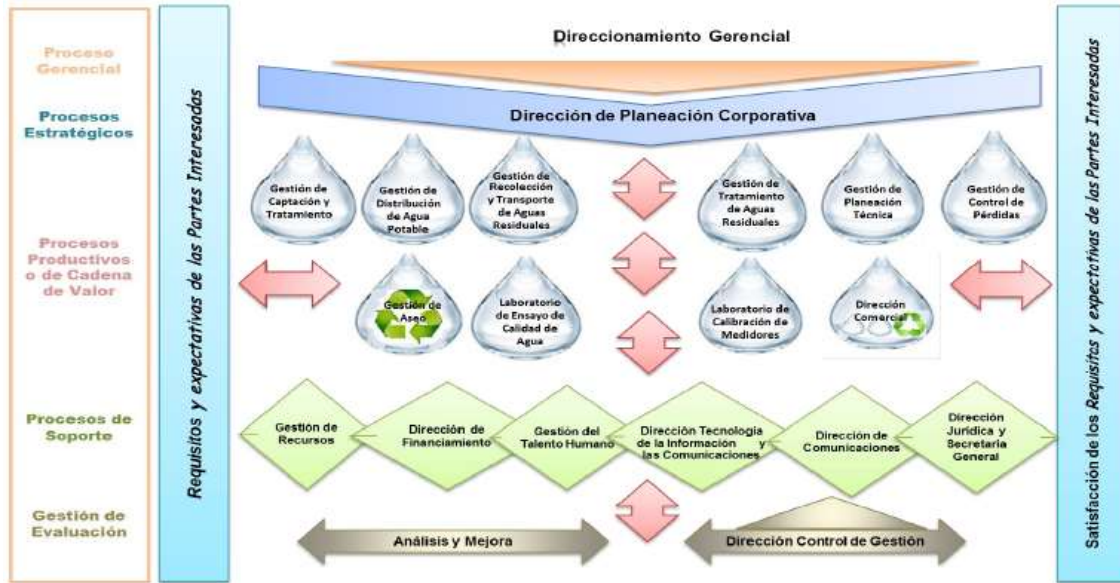 Proceso
Gerencial
Procesos
Estratégicos
Procesos
Productivos
o de Cadena
de Valor
Procesos de
Soporte
Gestión de
Evaluación
Requisitos y expectativas de las Partes Interesadas
Direccionamiento Gerencial
Dirección de Planeación Corporativa
Gestión de
Captación y
Tratamiento
Gestión de
Distribución
de Agua
Potable
Gestión de
Recolección
y Transporte
de Aguas
Residuales
Gestión de
Tratamiento
de Aguas
Residuales
Gestión de
Planeación
Técnica
Gestión de
Control de
Pérdidas
Gestión de
Aseo
Laboratorio
de Ensayo de
Calidad de
Agua
Laboratorio de
Calibración de
Medidores
Dirección
Comercial
Gestión de
Recursos
Dirección de
Financiamiento
Gestión del
Talento Humano
Dirección Tecnología
de la Información y
las Comunicaciones
Dirección de
Comunicaciones
Dirección
Jurídica y
Secretaria
General
Análisis y Mejora
Dirección Control de Gestión
Satisfacción de los Requisitos y expectativas de las Partes Interesadas